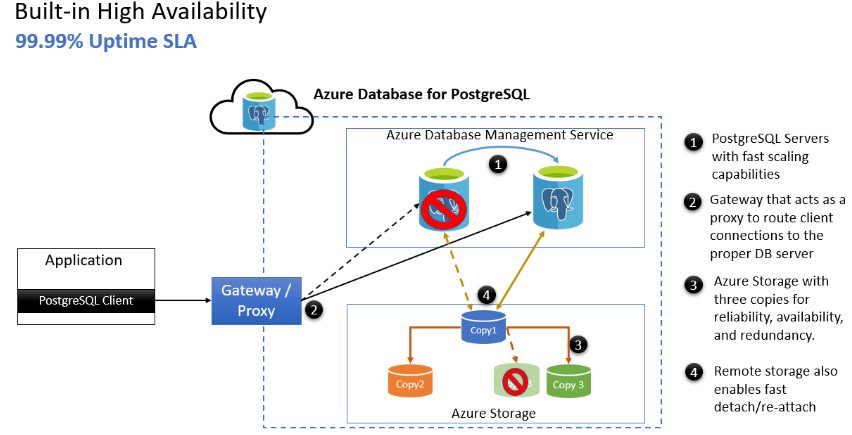 Built-in High Availability
99.99% Uptime SLA
Azure Database for PostgreSQL
Azure Database Management Service
1
Application
PostgreSQL Client
Gateway /
Proxy
2
4
Copy1
3
Copy2
Copy 3
Azure Storage
1 PostgreSQL Servers
with fast scaling
capabilities
2 Gateway that acts as a
proxy to route client
connections to the
proper DB server
3 Azure Storage with
three copies for
reliability, availability,
and redundancy.
4 Remote storage also
enables fast
detach/re-attach